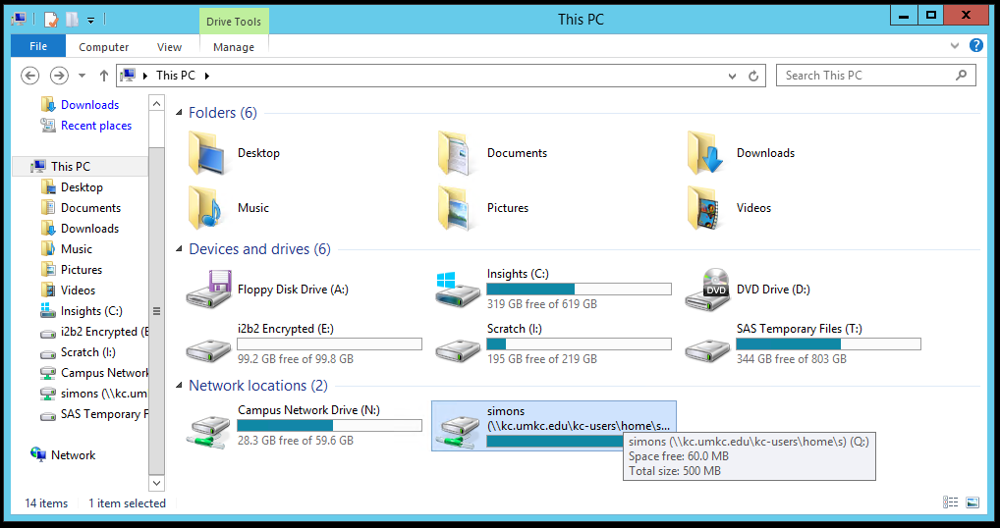 This PC
Drive Tools
File
Computer
View
Manage
This PC
Search This PC
Downloads
Recent places
This PC
Desktop
Documents
Downloads
Music
Pictures
Videos
Insights (C:)
i2b2 Encrypted (E
Scratch (I:)
Campus Network
simons (\\kc.umk
SAS Temporary F
Network
Folders (6)
Desktop
Documents
Downloads
Music
Pictures
Videos
Devices and drives (6)
Floppy Disk Drive (A:)
Insights (C:)
319 GB free of 619 GB
DVD
DVD Drive (D:)
i2b2 Encrypted (E:)
99.2 GB free of 99.8 GB
Scratch (I:)
195 GB free of 219 GB
SAS Temporary Files (T:)
344 GB free of 803 GB
Network locations (2)
Campus Network Drive (N:)
28.3 GB free of 59.6 GB
simons
(\\kc.umkc.edu\kc-users\home\s...
simons (\\kc.umkc.edu\kc-users\home\s) (Q:)
Space free: 60.0 MB
Total size: 500 MB
14 items
1 item selected